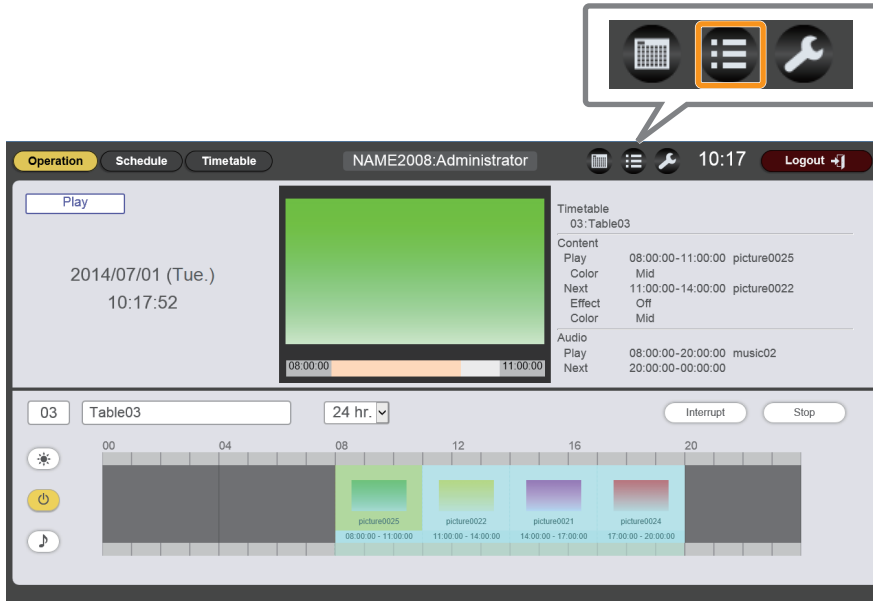 Operation Schedule Timetable NAME2008:Administrator 10:17 Logout
Play
2014/07/01 (Tue.)
10:17:52
08:00:00 11:00:00
Timetable
03:Table03
Content
Play 08:00:00-11:00:00 picture0025
Color Mid
Next 11:00:00-14:00:00 picture0022
Effect Off
Color Mid
Audio
Play 08:00:00-20:00:00 music02
Next 20:00:00-00:00:00
03 Table03 24 hr. Interrupt Stop
00 04 08 12 16 20
picture0025 picture0022 picture0021 picture0024
08:00:00 - 11:00:00 11:00:00 - 14:00:00 14:00:00 - 17:00:00 17:00:00 - 20:00:00